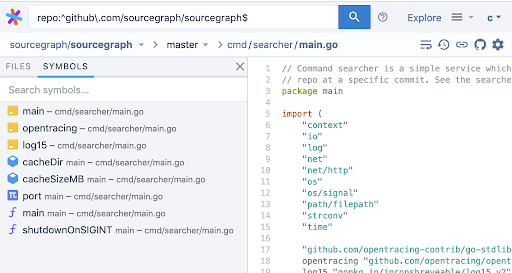 repo:^github\.com/sourcegraph/sourcegraph$
Explore
c
sourcegraph/sourcegraph > master > cmd/searcher/main.go
FILES SYMBOLS
Search symbols...
main – cmd/searcher/main.go
opentracing – cmd/searcher/main.go
log15 – cmd/searcher/main.go
cacheDir – cmd/searcher/main.go
cacheSizeMB – cmd/searcher/main.go
port – cmd/searcher/main.go
main – cmd/searcher/main.go
shutdownOnSIGINT – cmd/searcher/main.go
1 // Command searcher is a simple service which
2 // repo at a specific commit. See the searche
3 package main
4
5 import (
6 "context"
7 "io"
8 "log"
9 "net"
10 "net/http"
11 "os"
12 "os/signal"
13 "path/filepath"
14 "strconv"
15 "time"
16
17 "github.com/opentracing-contrib/go-stdlib
18 opentracing "github.com/opentracing/opent
19 log15 "gopkg.in/inconshreveable/log15.v2"